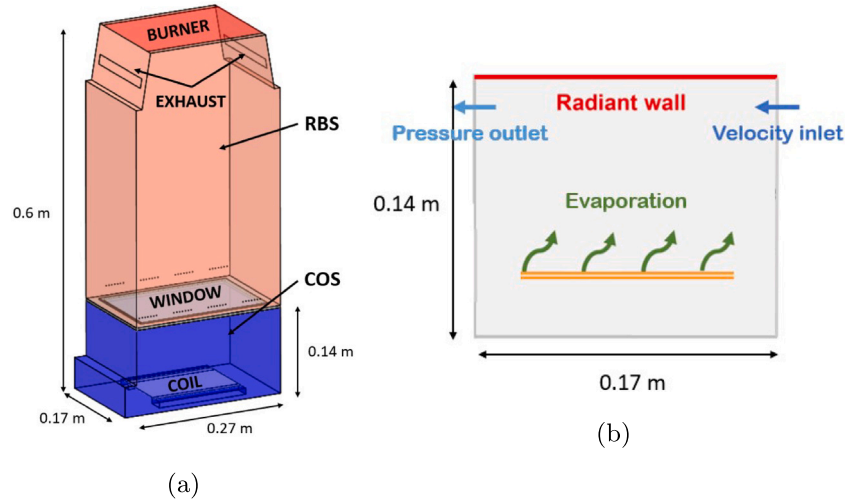 BURNER
EXHAUST
RBS
0.6 m
COS
WINDOW
0.14 m
COIL
0.17 m
0.27 m
(a)
Radiant wall
Pressure outlet
Velocity inlet
0.14 m
Evaporation
0.17 m
(b)